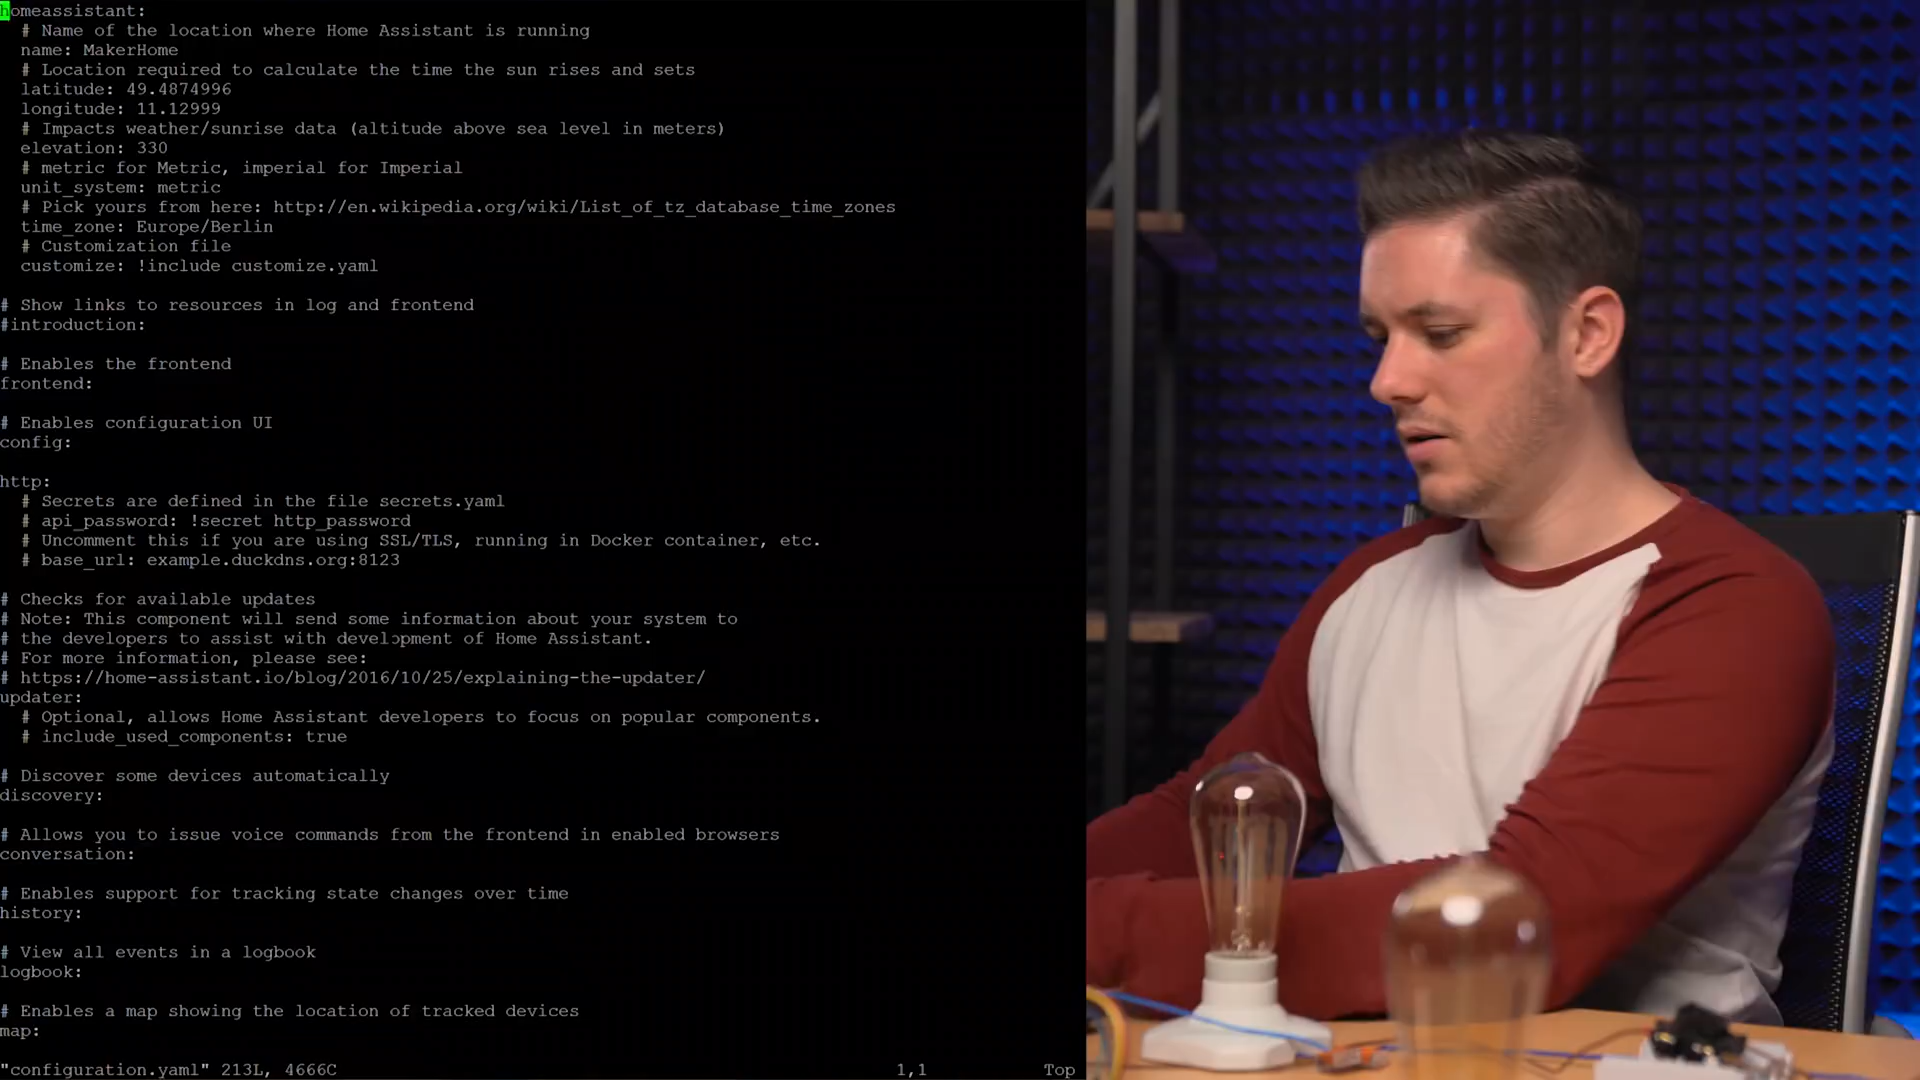 homeassistant:
# Name of the location where Home Assistant is running
name: MakerHome
# Location required to calculate the time the sun rises and sets
latitude: 49.4874996
longitude: 11.12999
# Impacts weather/sunrise data (altitude above sea level in meters)
elevation: 330
# metric for Metric, imperial for Imperial
unit_system: metric
# Pick yours from here: http://en.wikipedia.org/wiki/List_of_tz_database_time_zones
time_zone: Europe/Berlin
# Customization file
customize: !include customize.yaml
# Show links to resources in log and frontend
#introduction:
# Enables the frontend
frontend:
# Enables configuration UI
config:
http:
# Secrets are defined in the file secrets.yaml
# api_password: !secret http_password
# Uncomment this if you are using SSL/TLS, running in Docker container, etc.
# base_url: example.duckdns.org:8123
# Checks for available updates
# Note: This component will send some information about your system to
# the developers to assist with development of Home Assistant.
# For more information, please see:
# https://home-assistant.io/blog/2016/10/25/explaining-the-updater/
updater:
# Optional, allows Home Assistant developers to focus on popular components.
# include_used_components: true
# Discover some devices automatically
discovery:
# Allows you to issue voice commands from the frontend in enabled browsers
conversation:
# Enables support for tracking state changes over time
history:
# View all events in a logbook
logbook:
# Enables a map showing the location of tracked devices
map:
"configuration.yaml" 213L, 4666C 1,1 Top